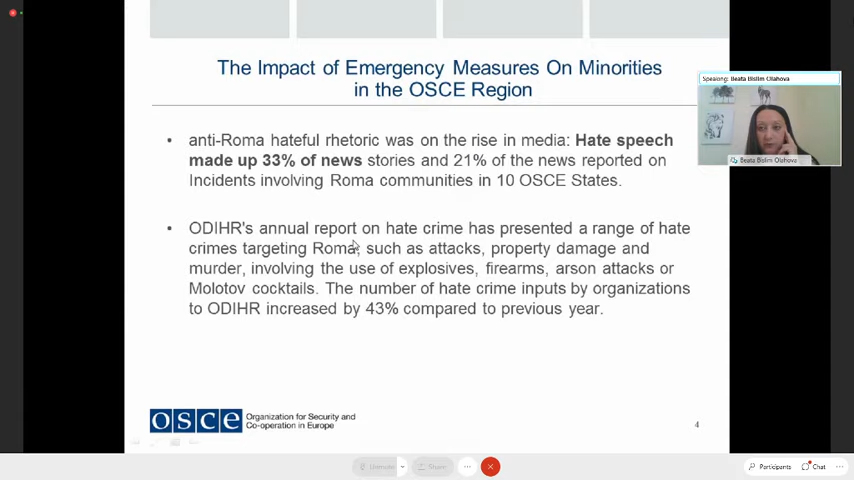 The Impact of Emergency Measures On Minorities
in the OSCE Region
Speaking: Beata Bislim Olahova
anti-Roma hateful rhetoric was on the rise in media: Hate speech
made up 33% of news stories and 21% of the news reported on
Incidents involving Roma communities in 10 OSCE States.
Beata Bislim Olahova
ODIHR's annual report on hate crime has presented a range of hate
crimes targeting Roma, such as attacks, property damage and
murder, involving the use of explosives, firearms, arson attacks or
Molotov cocktails. The number of hate crime inputs by organizations
to ODIHR increased by 43% compared to previous year.
osce Organization for Security and
Co-operation in Europe
4
Unmute
Share
Participants
Chat